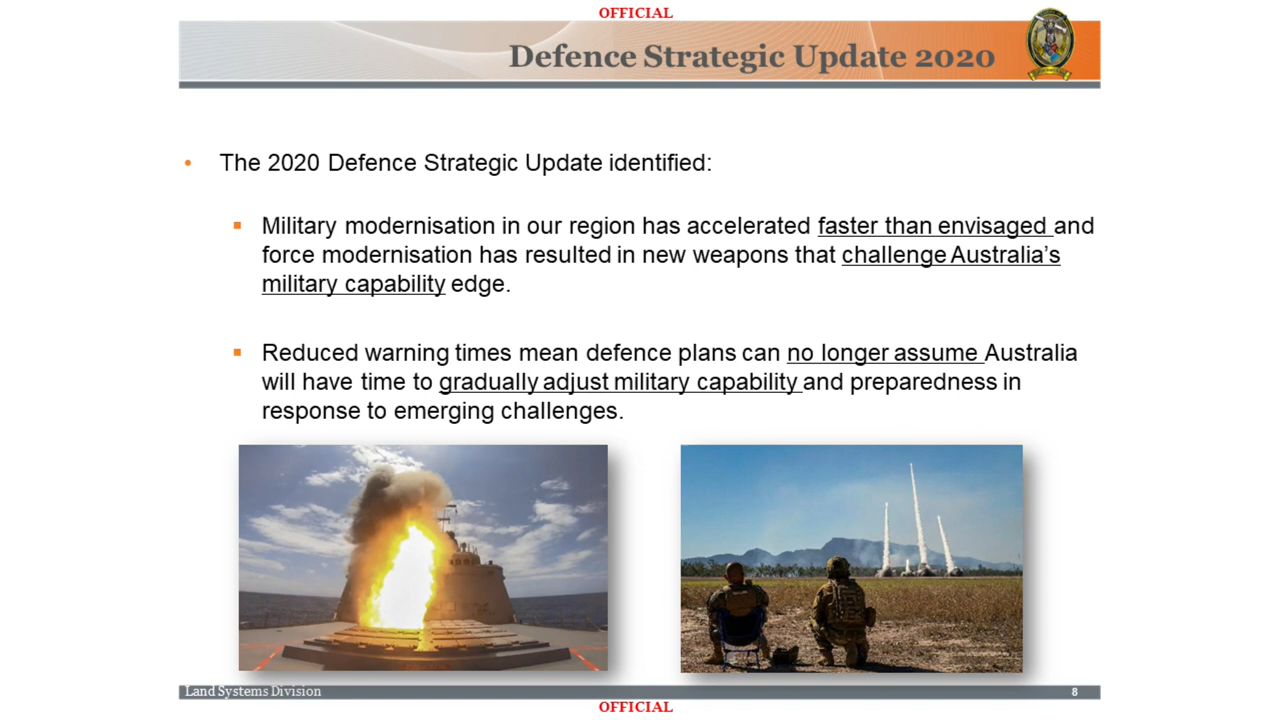 OFFICIAL
Defence Strategic Update 2020
• The 2020 Defence Strategic Update identified:
▪ Military modernisation in our region has accelerated faster than envisaged and
force modernisation has resulted in new weapons that challenge Australia’s
military capability edge.
▪ Reduced warning times mean defence plans can no longer assume Australia
will have time to gradually adjust military capability and preparedness in
response to emerging challenges.
Land Systems Division
8
OFFICIAL